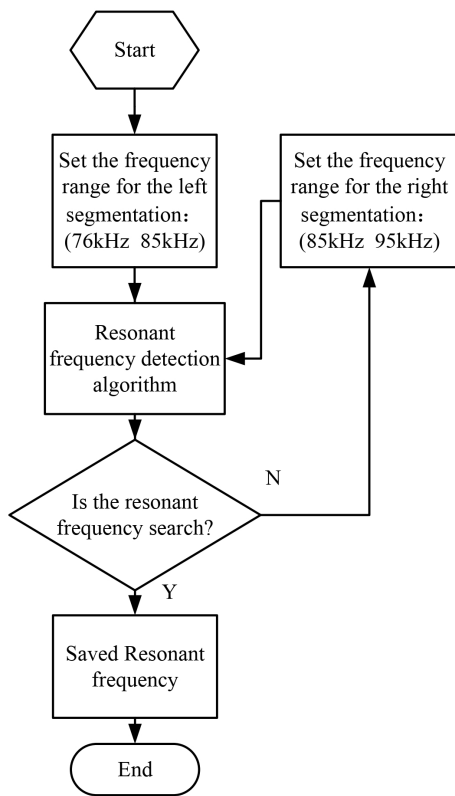 Start
Set the frequency
range for the left
segmentation：
(76kHz 85kHz)
Set the frequency
range for the right
segmentation：
(85kHz 95kHz)
Resonant
frequency detection
algorithm
Is the resonant
frequency search?
N
Y
Saved Resonant
frequency
End